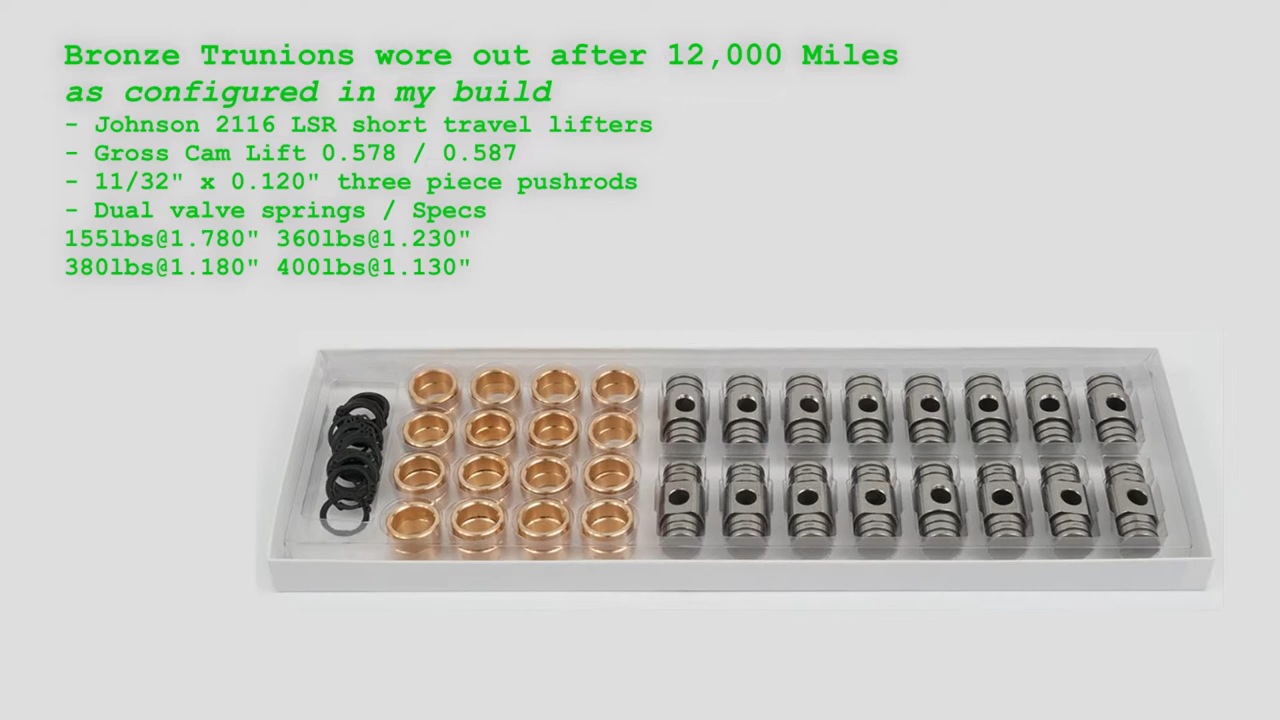 Bronze Trunions wore out after 12,000 Miles
as configured in my build
- Johnson 2116 LSR short travel lifters
- Gross Cam Lift 0.578 / 0.587
- 11/32" x 0.120" three piece pushrods
- Dual valve springs / Specs
155lbs@1.780" 360lbs@1.230"
380lbs@1.180" 400lbs@1.130"